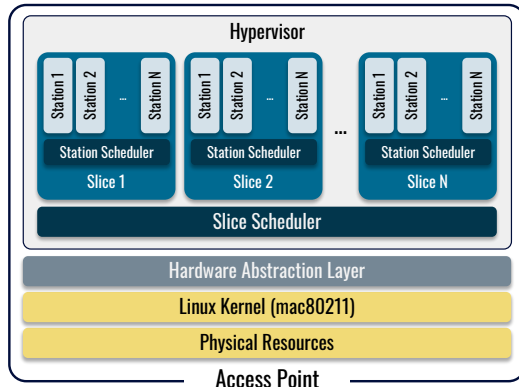 Hypervisor
Station 1
Station 2
...
Station N
Station Scheduler
Slice 1
Station 1
Station 2
...
Station N
Station Scheduler
Slice 2
...
Station 1
Station 2
...
Station N
Station Scheduler
Slice N
Slice Scheduler
Hardware Abstraction Layer
Linux Kernel (mac80211)
Physical Resources
Access Point